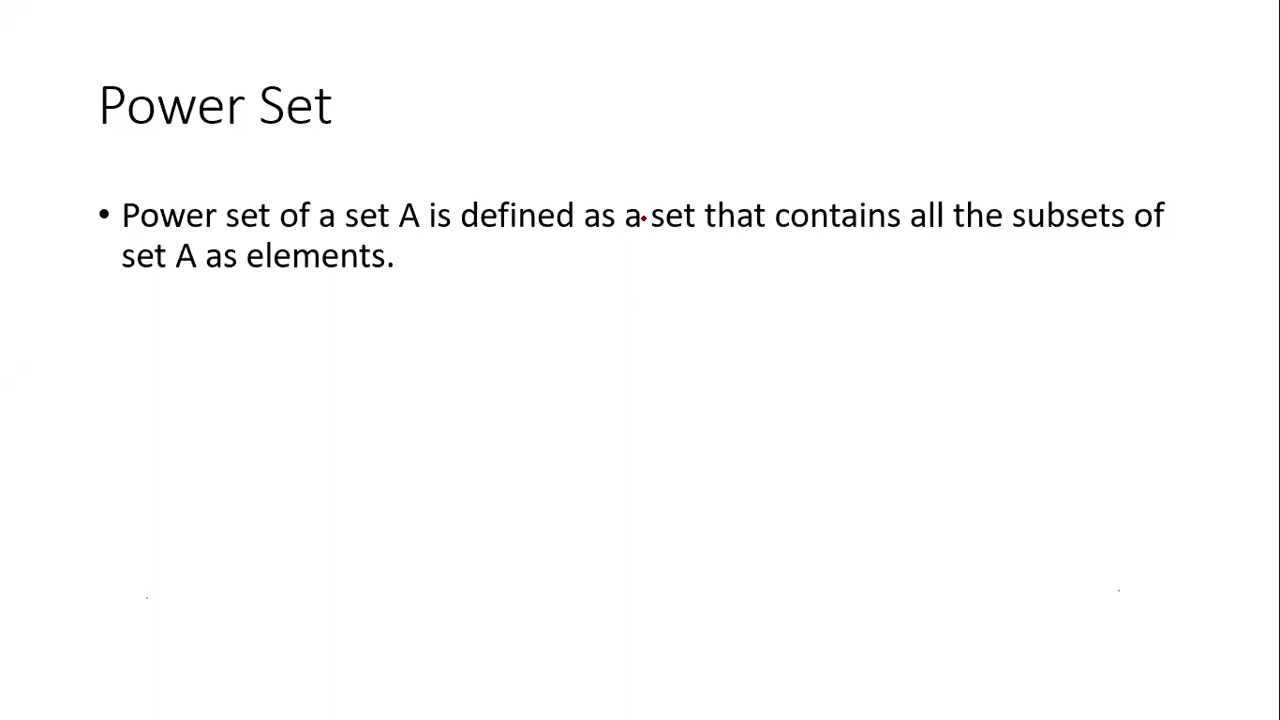 Power Set
• Power set of a set A is defined as a set that contains all the subsets of
set A as elements.